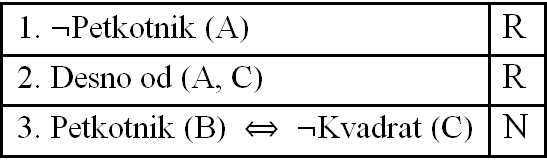 1. ¬Petkotnik (A) R
2. Desno od (A, C) R
3. Petkotnik (B) ⇔ ¬Kvadrat (C) N